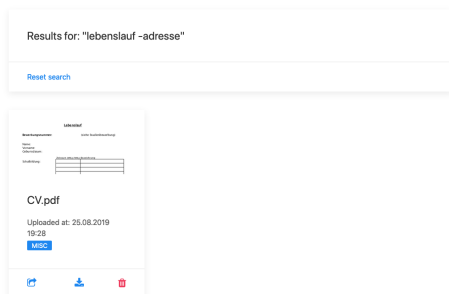 Results for: "lebenslauf -adresse"
Reset search
Lebenslauf
Name
Vorname
Schulbildung
CV.pdf
Uploaded at: 25.08.2019
19:28
MISC